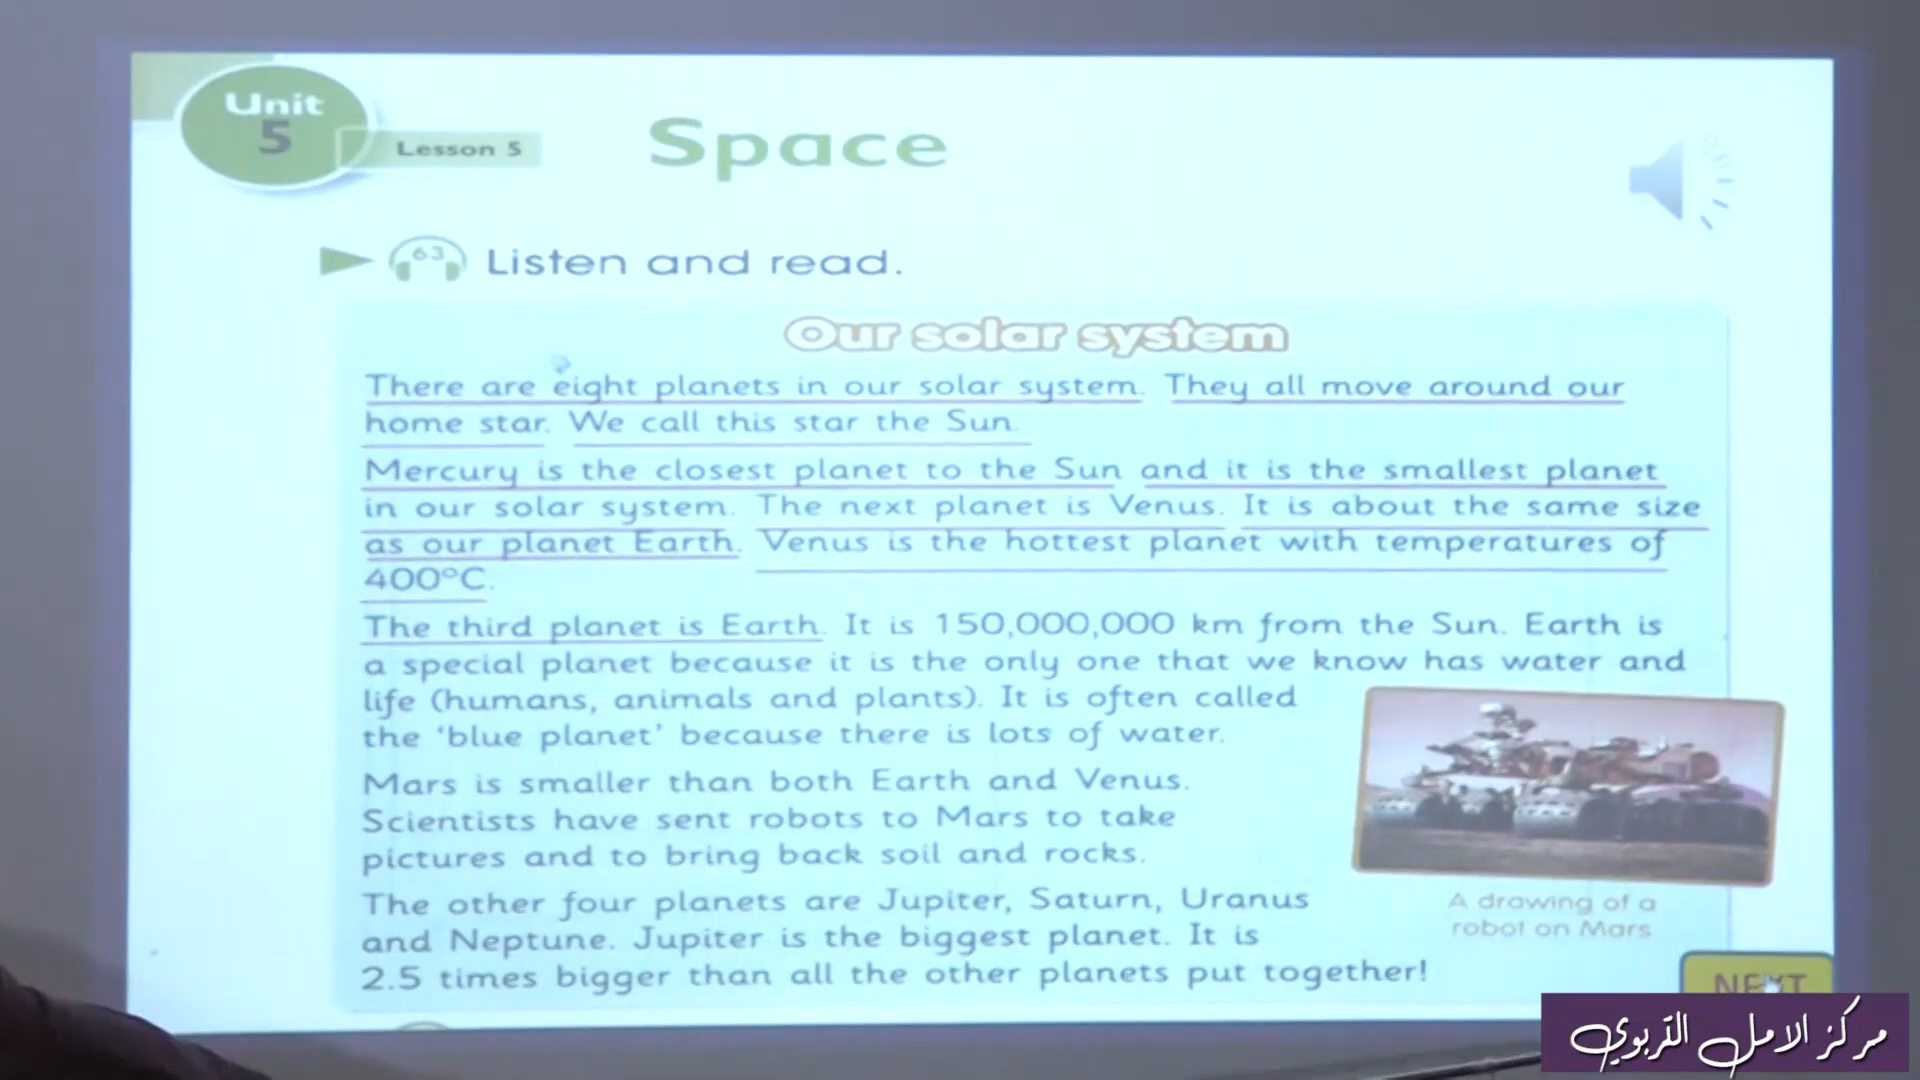 Unit
5
Lesson 5
Space
63
Listen and read.
Our solar system
There are eight planets in our solar system. They all move around our
home star. We call this star the Sun.
Mercury is the closest planet to the Sun and it is the smallest planet
in our solar system. The next planet is Venus. It is about the same size
as our planet Earth. Venus is the hottest planet with temperatures of
400°C.
The third planet is Earth. It is 150,000,000 km from the Sun. Earth is
a special planet because it is the only one that we know has water and
life (humans, animals and plants). It is often called
the ‘blue planet’ because there is lots of water.
Mars is smaller than both Earth and Venus.
Scientists have sent robots to Mars to take
pictures and to bring back soil and rocks.
The other four planets are Jupiter, Saturn, Uranus
and Neptune. Jupiter is the biggest planet. It is
2.5 times bigger than all the other planets put together!
A drawing of a
robot on Mars
NEXT
مركز الامل التربوي